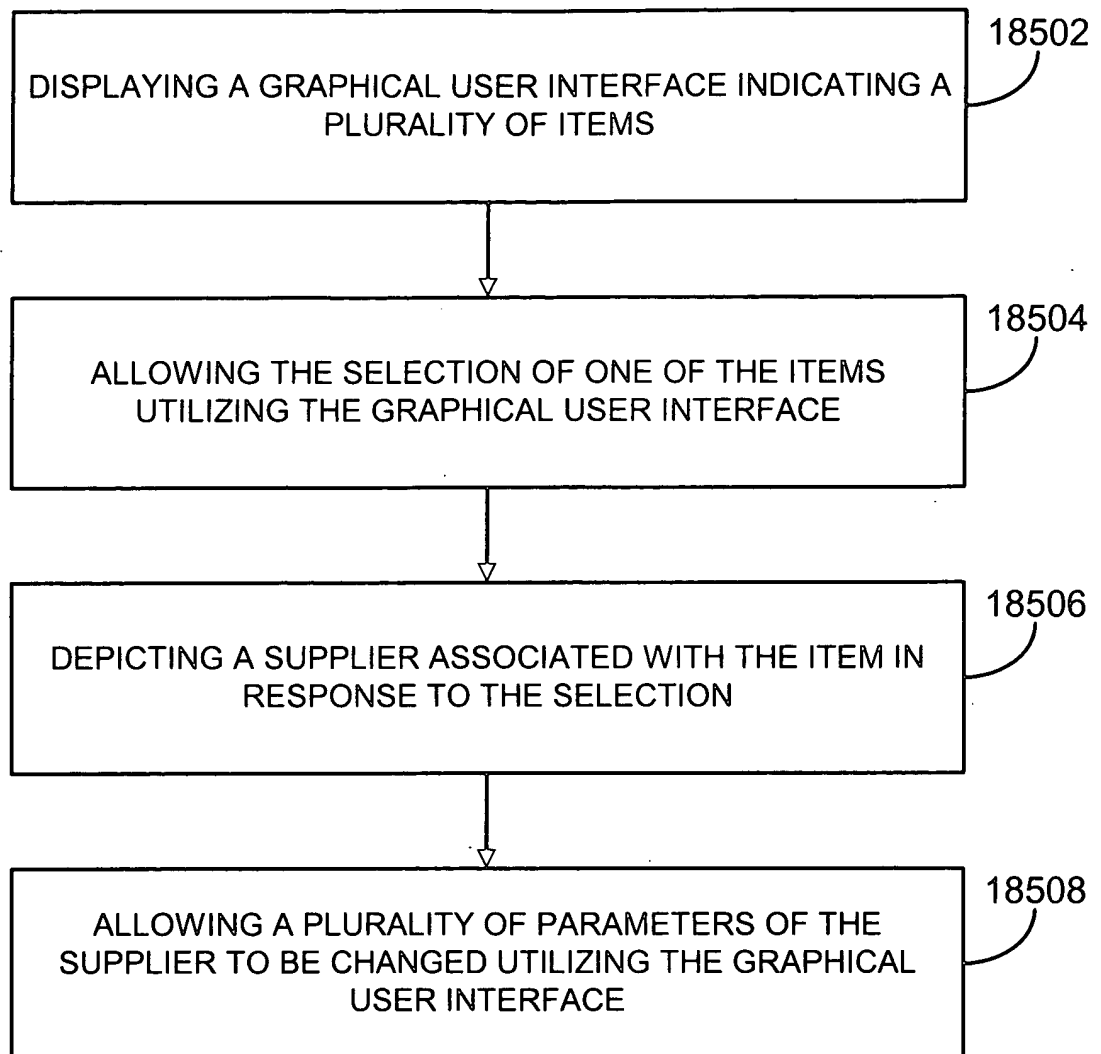 18502
DISPLAYING A GRAPHICAL USER INTERFACE INDICATING A
PLURALITY OF ITEMS
18504
ALLOWING THE SELECTION OF ONE OF THE ITEMS
UTILIZING THE GRAPHICAL USER INTERFACE
18506
DEPICTING A SUPPLIER ASSOCIATED WITH THE ITEM IN
RESPONSE TO THE SELECTION
18508
ALLOWING A PLURALITY OF PARAMETERS OF THE
SUPPLIER TO BE CHANGED UTILIZING THE GRAPHICAL
USER INTERFACE